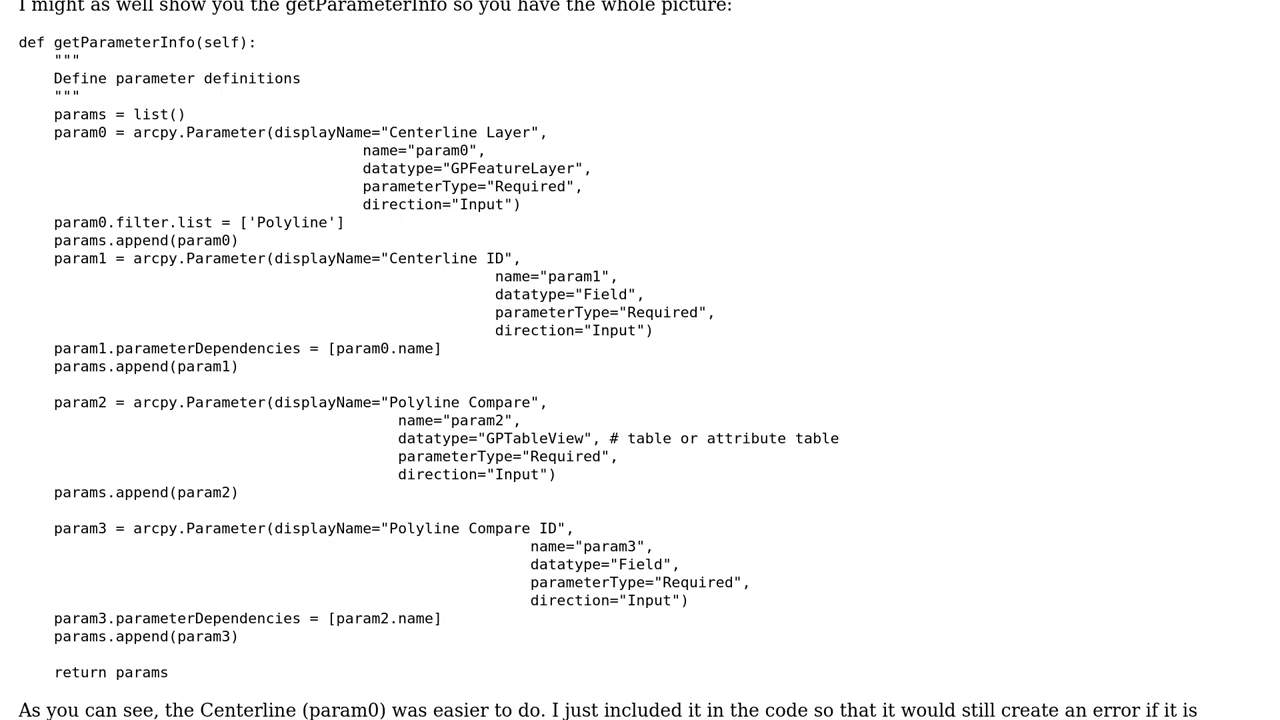 I might as well show you the getParameterInfo so you have the whole picture:
def getParameterInfo(self):
    """
    Define parameter definitions
    """
    params = list()
    param0 = arcpy.Parameter(displayName="Centerline Layer",
                                       name="param0",
                                       datatype="GPFeatureLayer",
                                       parameterType="Required",
                                       direction="Input")
    param0.filter.list = ['Polyline']
    params.append(param0)
    param1 = arcpy.Parameter(displayName="Centerline ID",
                                                      name="param1",
                                                      datatype="Field",
                                                      parameterType="Required",
                                                      direction="Input")
    param1.parameterDependencies = [param0.name]
    params.append(param1)

    param2 = arcpy.Parameter(displayName="Polyline Compare",
                                           name="param2",
                                           datatype="GPTableView", # table or attribute table
                                           parameterType="Required",
                                           direction="Input")
    params.append(param2)

    param3 = arcpy.Parameter(displayName="Polyline Compare ID",
                                                          name="param3",
                                                          datatype="Field",
                                                          parameterType="Required",
                                                          direction="Input")
    param3.parameterDependencies = [param2.name]
    params.append(param3)

    return params
As you can see, the Centerline (param0) was easier to do. I just included it in the code so that it would still create an error if it is